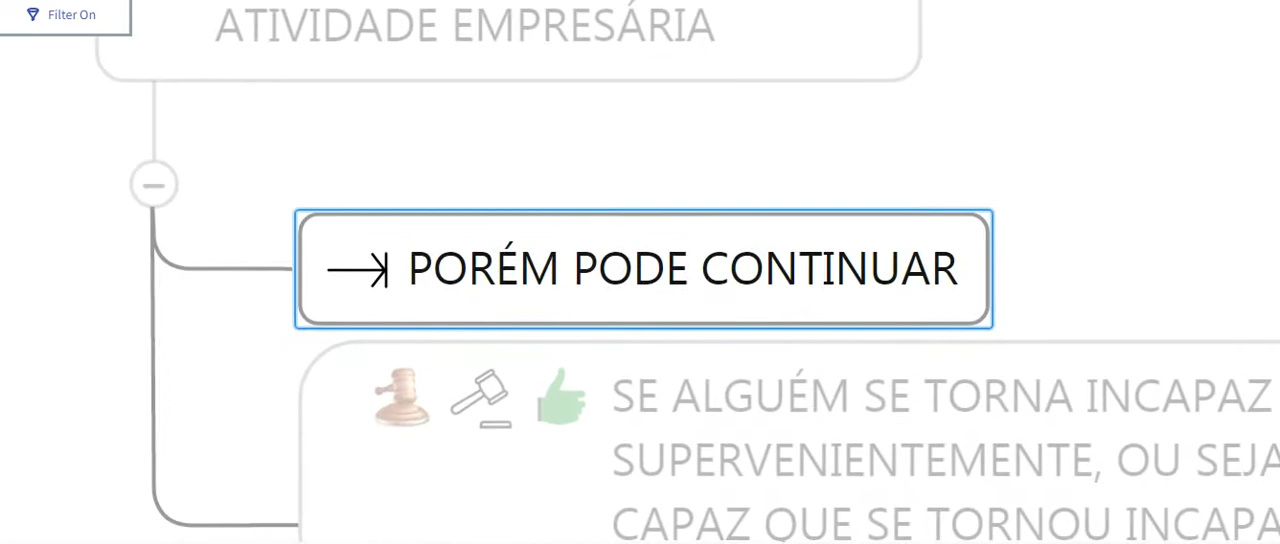 Filter On
ATIVIDADE EMPRESÁRIA
PORÉM PODE CONTINUAR
SE ALGUÉM SE TORNA INCAPAZ
SUPERVENIENTEMENTE, OU SEJA
CAPAZ QUE SE TORNOU